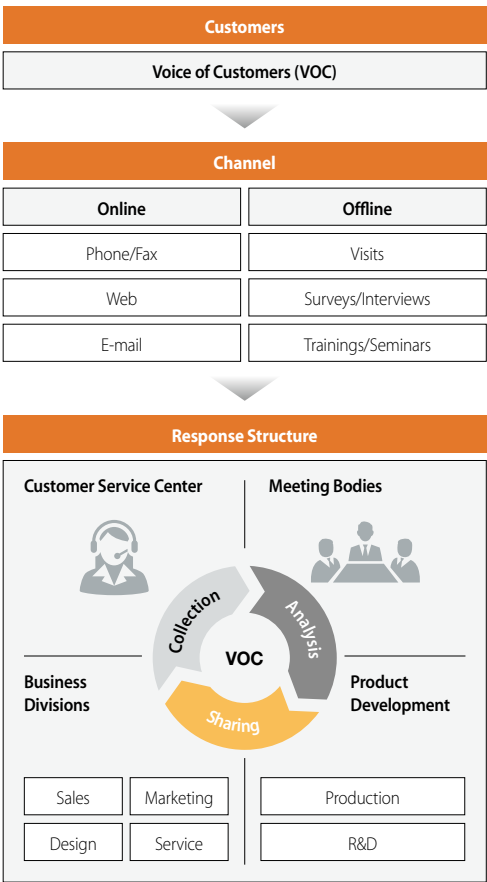 Customers
Voice of Customers (VOC)
Channel
Online
Offline
Phone/Fax
Visits
Web
Surveys/Interviews
E-mail
Trainings/Seminars
Response Structure
Customer Service Center
Meeting Bodies
Collection
Analysis
VOC
Sharing
Business
Divisions
Product
Development
Sales
Marketing
Production
Design
Service
R&D